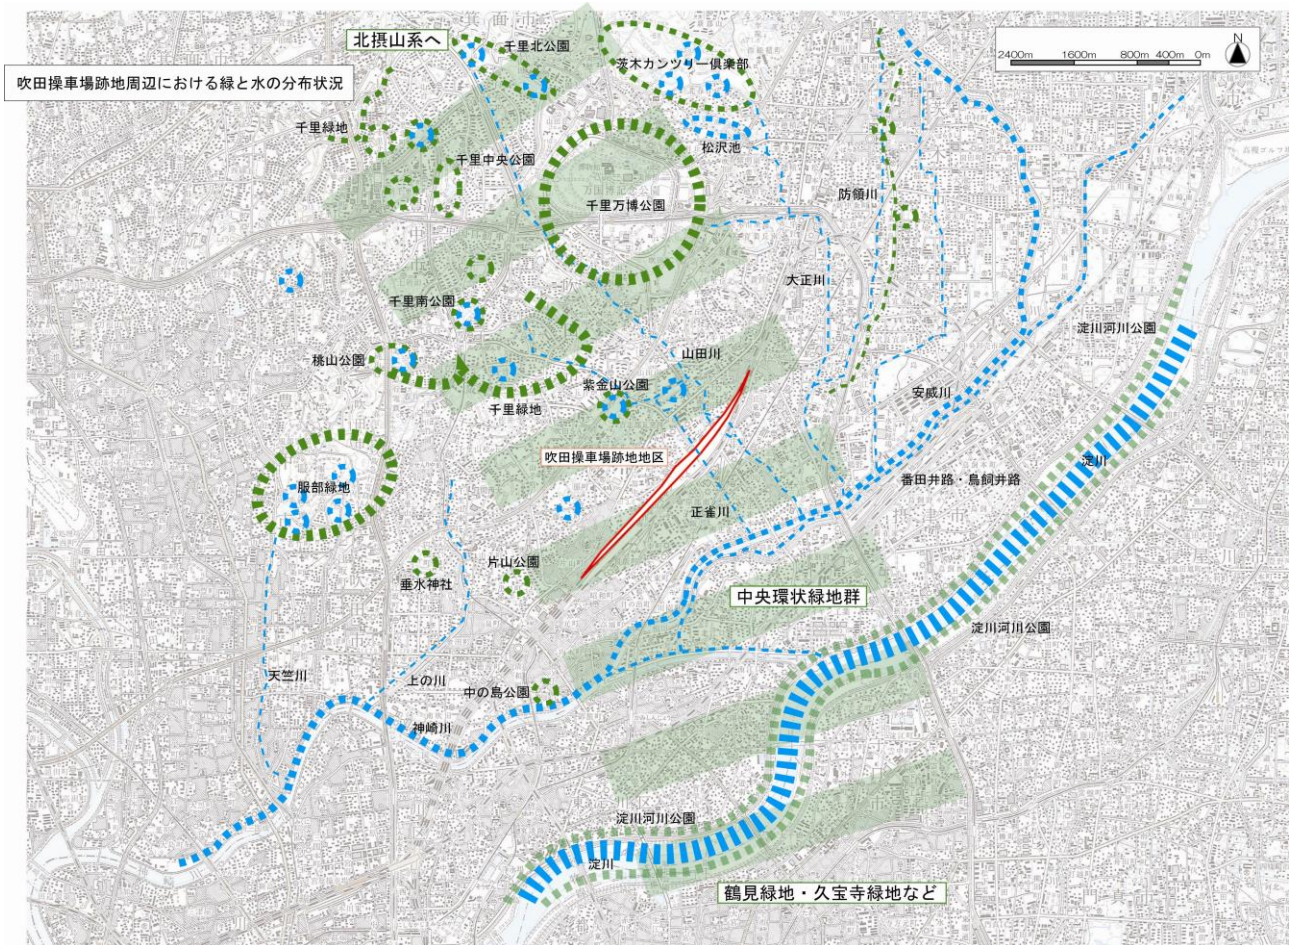 箕面市
北摂山系へ
千里北公園
茨木カンツリー倶楽部
2400m 1600m 800m 400m 0m
N
吹田操車場跡地周辺における緑と水の分布状況
千里緑地
千里中央公園
松沢池
千里万博公園
防領川
大正川
千里南公園
淀川河川公園
桃山公園
山田川
紫金山公園
千里緑地
安威川
吹田操車場跡地地区
淀川
服部緑地
番田井路・鳥飼井路
正雀川
片山公園
垂水神社
中央環状緑地群
淀川河川公園
天竺川
上の川
中の島公園
神崎川
淀川河川公園
淀川
鶴見緑地・久宝寺緑地など